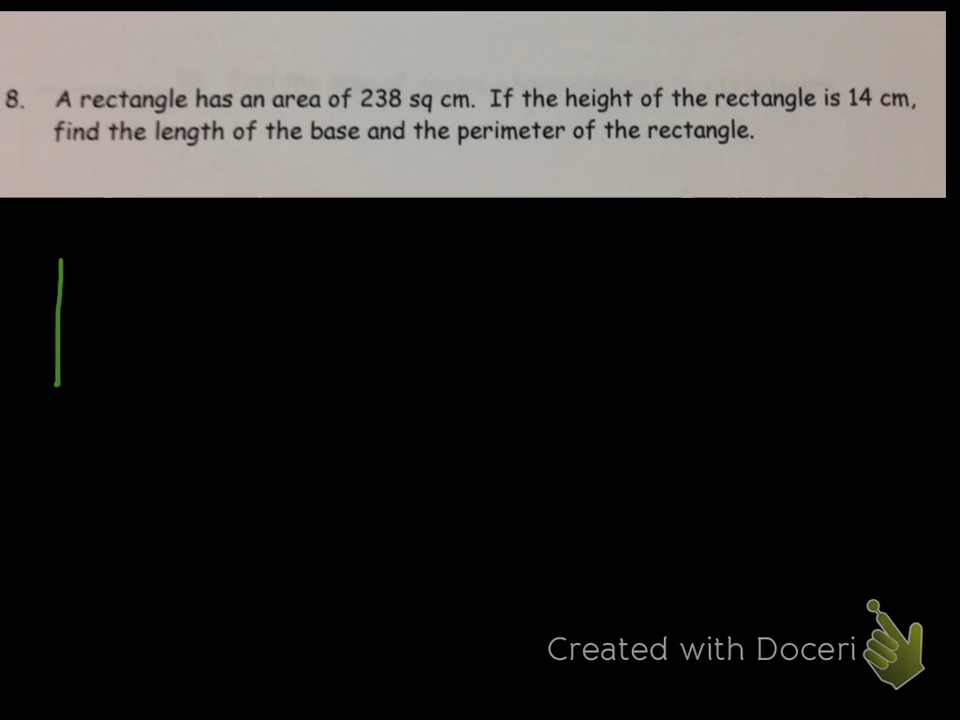 8. A rectangle has an area of 238 sq cm. If the height of the rectangle is 14 cm,
find the length of the base and the perimeter of the rectangle.
Created with Doceri